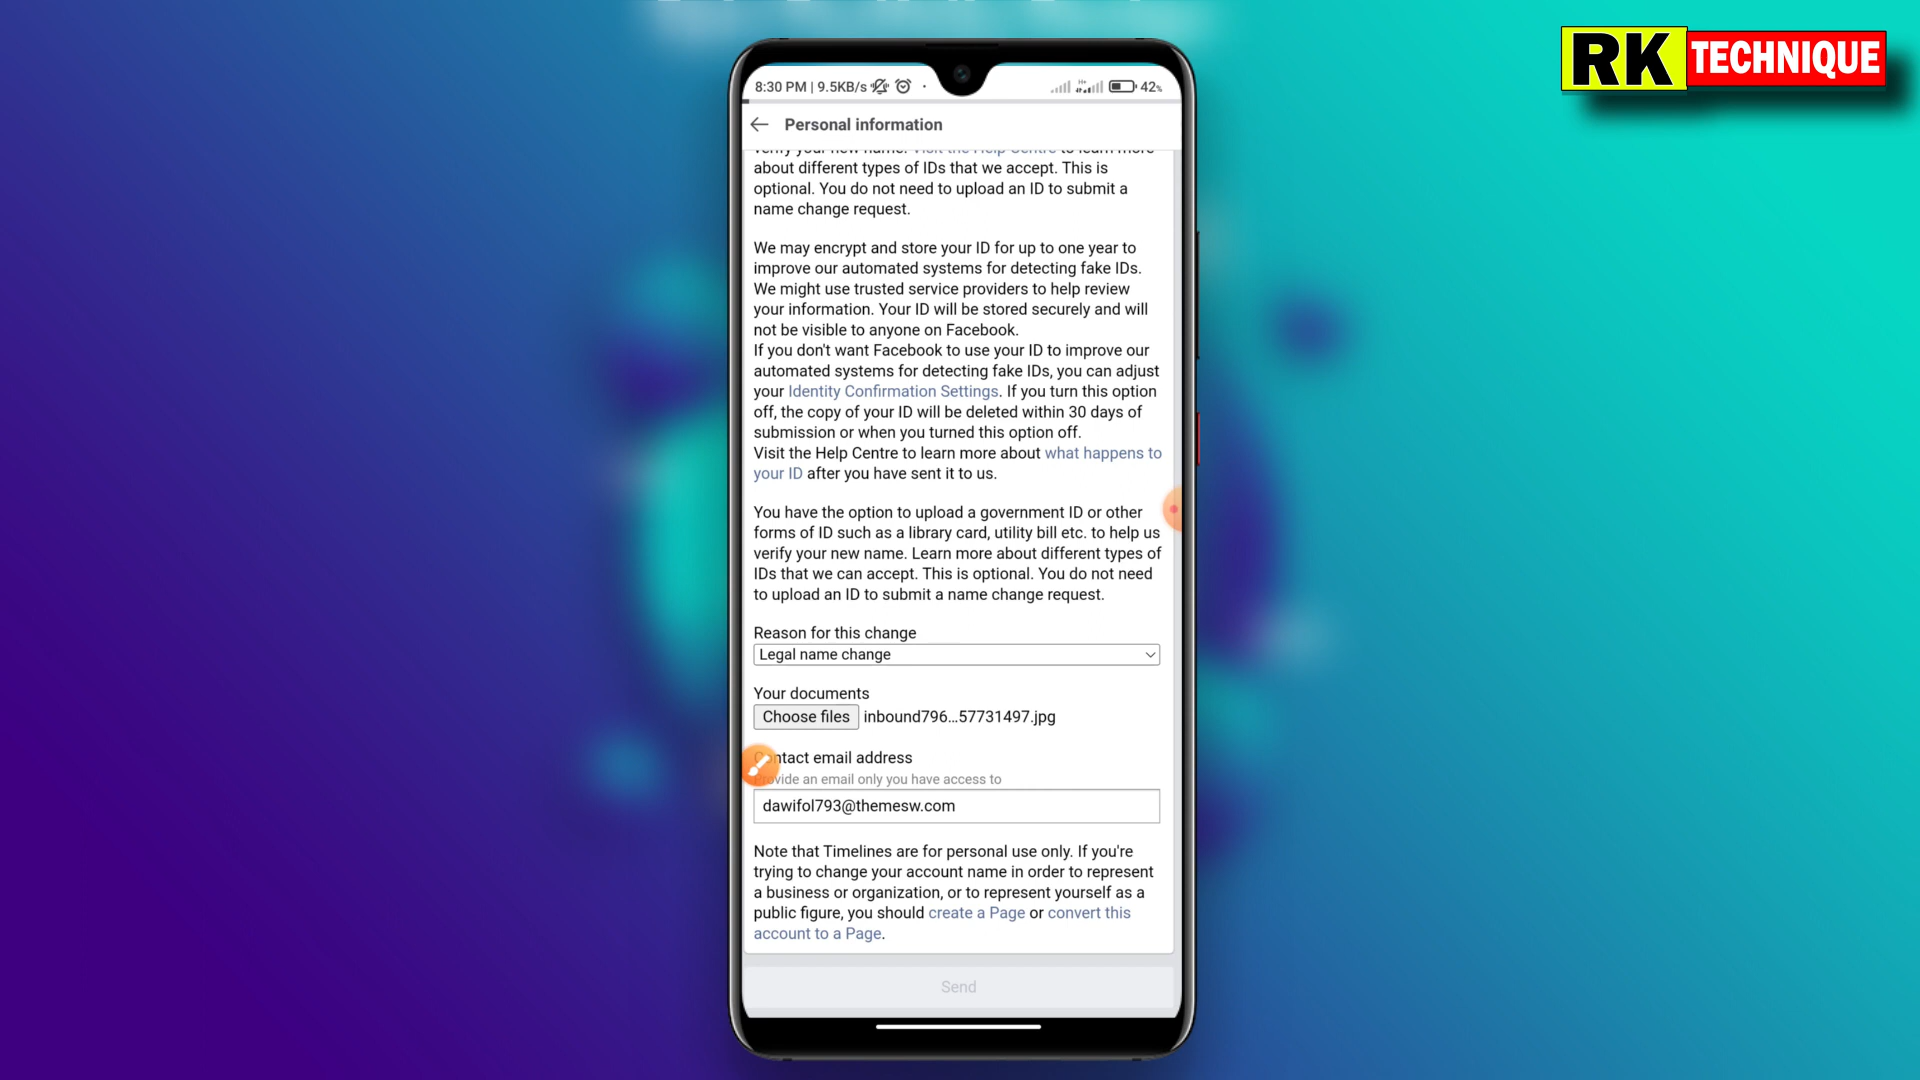 RK TECHNIQUE
8:30 PM | 9.5KB/s
42%
Personal information
verify your new name. Visit the Help Centre to learn more
about different types of IDs that we accept. This is
optional. You do not need to upload an ID to submit a
name change request.
We may encrypt and store your ID for up to one year to
improve our automated systems for detecting fake IDs.
We might use trusted service providers to help review
your information. Your ID will be stored securely and will
not be visible to anyone on Facebook.
If you don't want Facebook to use your ID to improve our
automated systems for detecting fake IDs, you can adjust
your Identity Confirmation Settings. If you turn this option
off, the copy of your ID will be deleted within 30 days of
submission or when you turned this option off.
Visit the Help Centre to learn more about what happens to
your ID after you have sent it to us.
You have the option to upload a government ID or other
forms of ID such as a library card, utility bill etc. to help us
verify your new name. Learn more about different types of
IDs that we can accept. This is optional. You do not need
to upload an ID to submit a name change request.
Reason for this change
Legal name change
Your documents
Choose files inbound796...57731497.jpg
Contact email address
Provide an email only you have access to
dawifol793@themesw.com
Note that Timelines are for personal use only. If you're
trying to change your account name in order to represent
a business or organization, or to represent yourself as a
public figure, you should create a Page or convert this
account to a Page.
Send